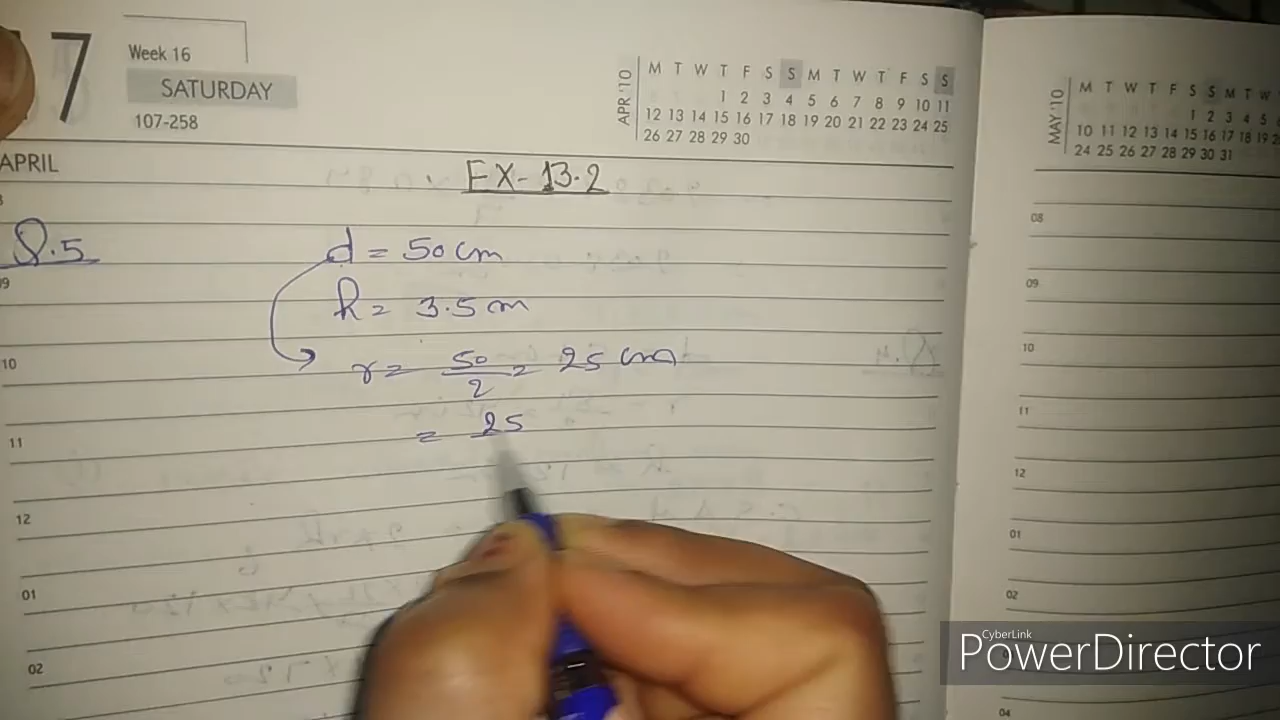 17
Week 16
SATURDAY
107-258
APRIL
APR '10
M T W T F S S M T W T F S S
1 2 3 4 5 6 7 8 9 10 11
12 13 14 15 16 17 18 19 20 21 22 23 24 25
26 27 28 29 30
MAY '10
M T W T F S S M T W
1 2 3 4 5
10 11 12 13 14 15 16 17 18 19
24 25 26 27 28 29 30 31
EX-13.2
Q.5
d = 50 cm
h = 3.5 m
r = 50/2 = 25 cm
= 25
09
10
11
12
01
02
08
09
10
11
12
01
02
04
CyberLink
PowerDirector